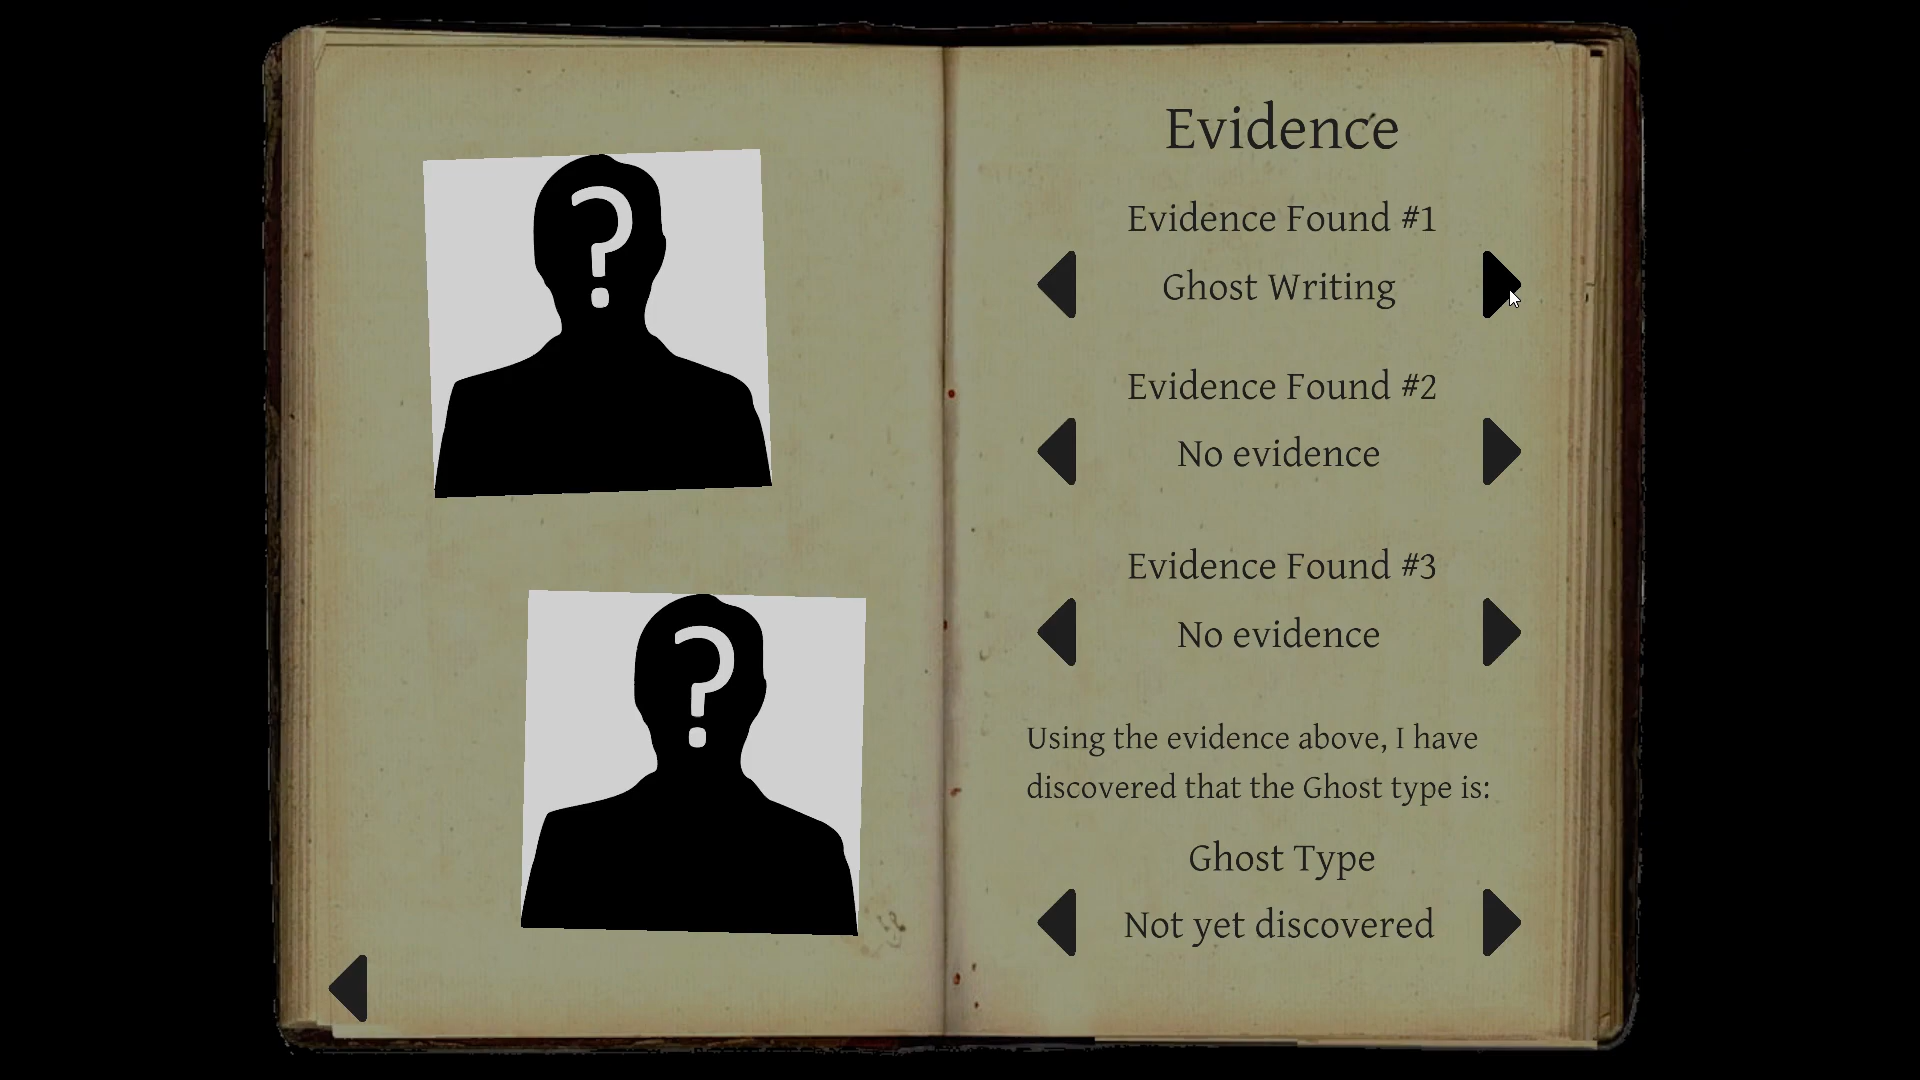 ?
?
Evidence
Evidence Found #1
Ghost Writing
Evidence Found #2
No evidence
Evidence Found #3
No evidence
Using the evidence above, I have
discovered that the Ghost type is:
Ghost Type
Not yet discovered